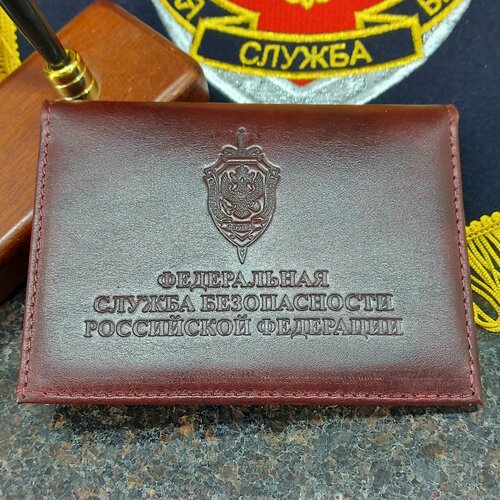 СЛУЖБА
ФЕДЕРАЛЬНАЯ
СЛУЖБА БЕЗОПАСНОСТИ
РОССИЙСКОЙ ФЕДЕРАЦИИ